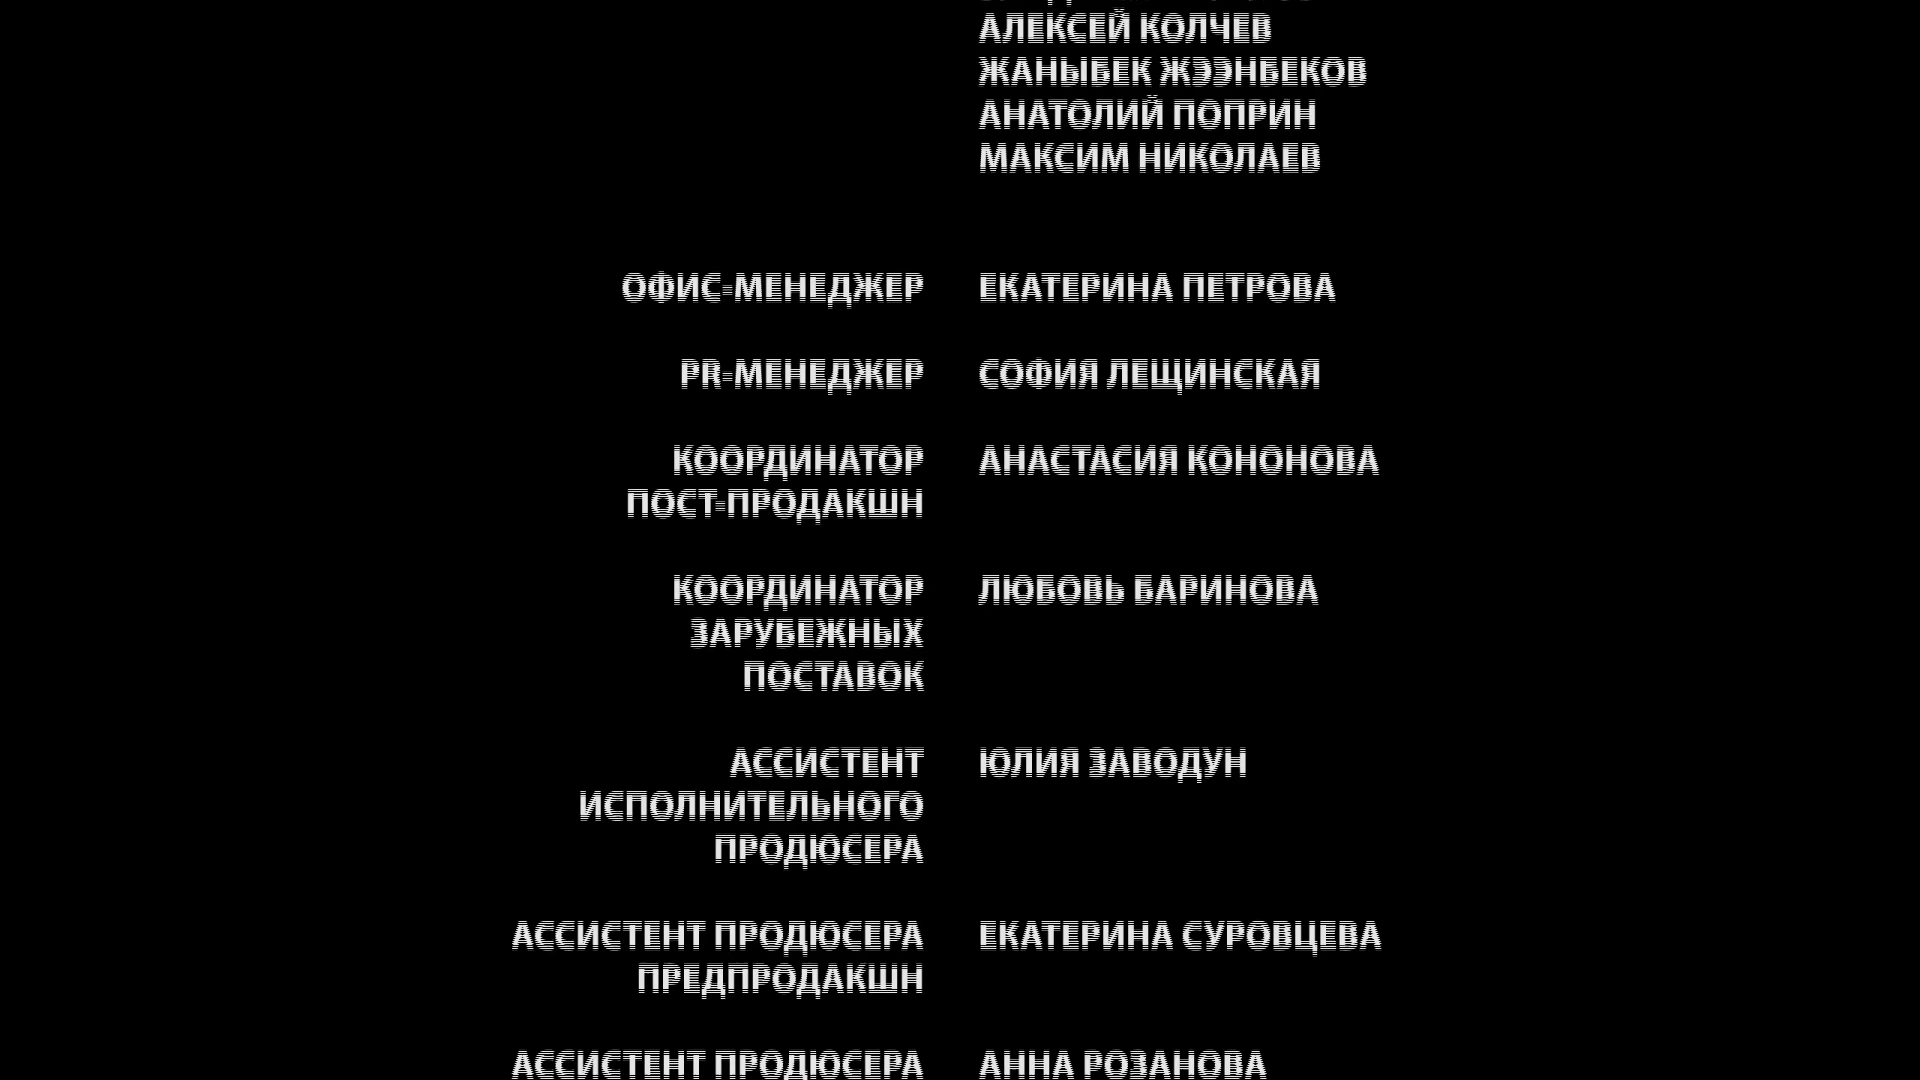 АЛЕКСЕЙ КОЛЧЕВ
ЖАНЫБЕК ЖЭЭНБЕКОВ
АНАТОЛИЙ ПОПРИН
МАКСИМ НИКОЛАЕВ
ОФИС-МЕНЕДЖЕР ЕКАТЕРИНА ПЕТРОВА
PR-МЕНЕДЖЕР СОФИЯ ЛЕЩИНСКАЯ
КООРДИНАТОР АНАСТАСИЯ КОНОНОВА
ПОСТ-ПРОДАКШН
КООРДИНАТОР ЛЮБОВЬ БАРИНОВА
ЗАРУБЕЖНЫХ
ПОСТАВОК
АССИСТЕНТ ЮЛИЯ ЗАВОДУН
ИСПОЛНИТЕЛЬНОГО
ПРОДЮСЕРА
АССИСТЕНТ ПРОДЮСЕРА ЕКАТЕРИНА СУРОВЦЕВА
ПРЕДПРОДАКШН
АССИСТЕНТ ПРОДЮСЕРА АННА РОЗАНОВА